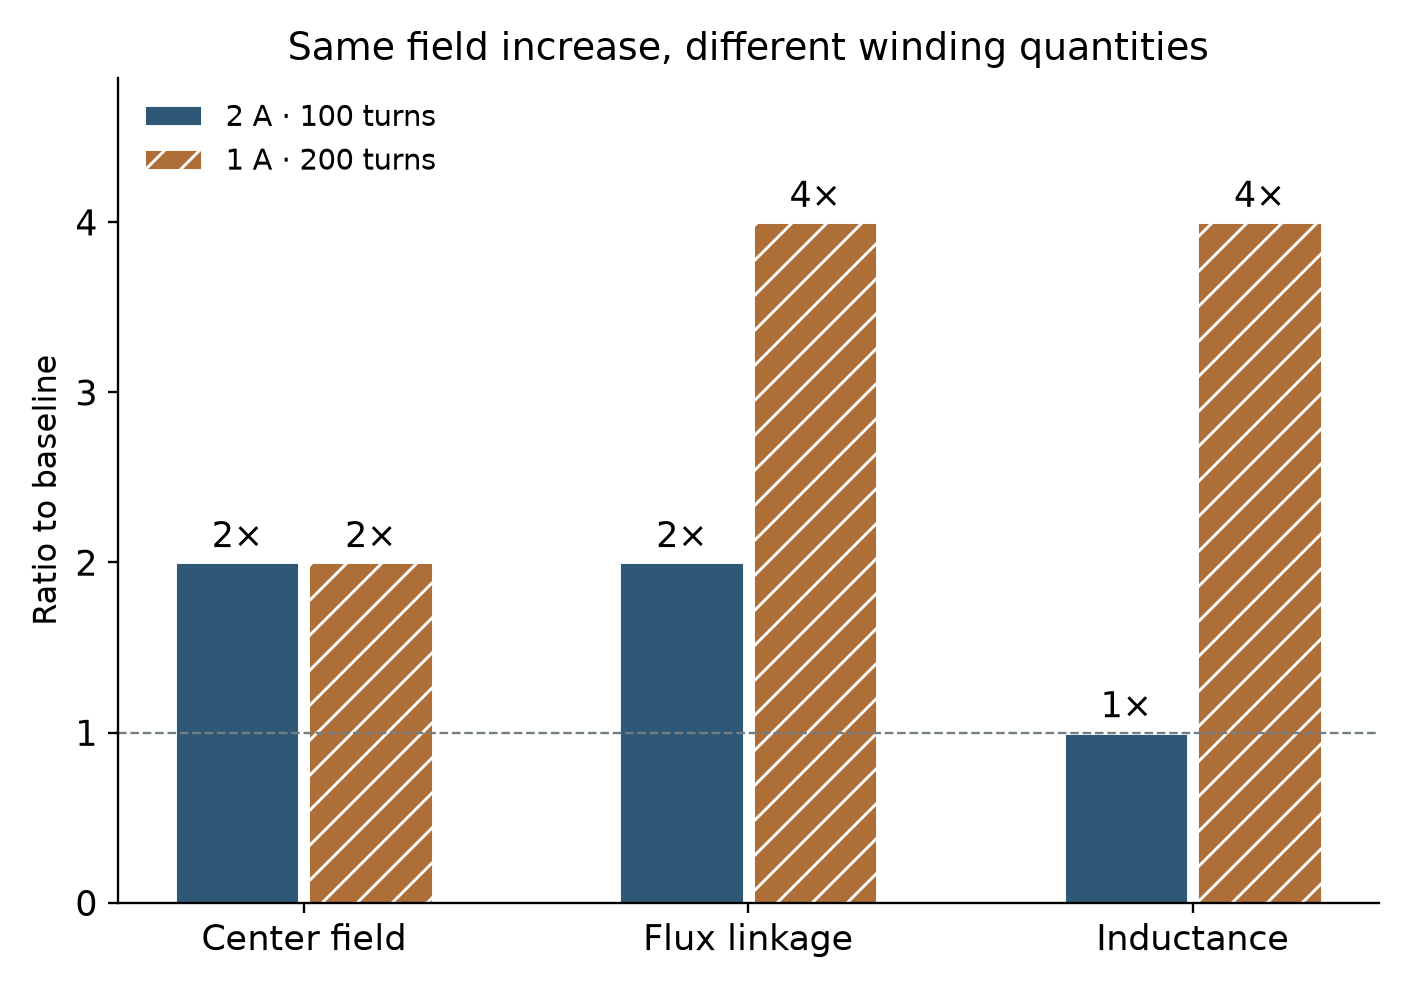 Same field increase, different winding quantities
2 A · 100 turns
1 A · 200 turns
Ratio to baseline
4
3
2
1
0
2×
2×
2×
4×
1×
4×
Center field
Flux linkage
Inductance